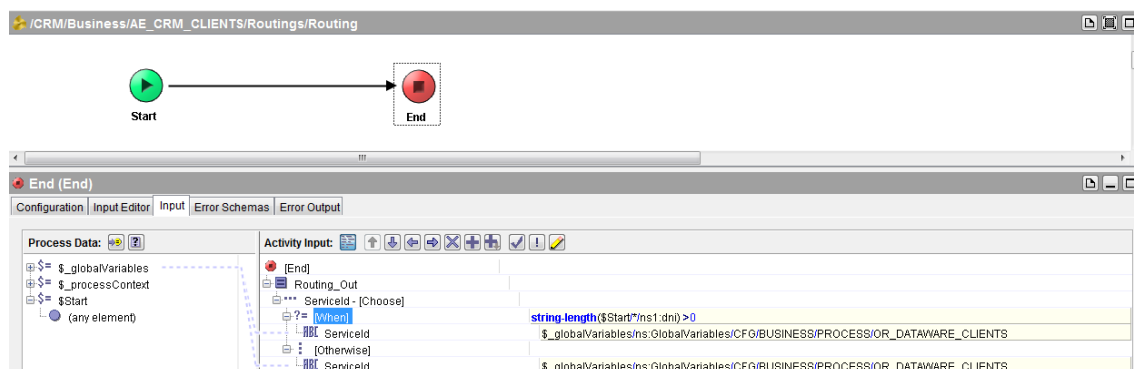 /CRM/Business/AE_CRM_CLIENTS/Routings/Routing
Start
End
End (End)
Configuration Input Editor Input Error Schemas Error Output
Process Data:
Activity Input:
$= $_globalVariables
$= $_processContext
$= $Start
(any element)
[End]
Routing_Out
ServiceId - [Choose]
?= [When] string-length($Start/*/ns1:dni) >0
ABC ServiceId $_globalVariables/ns:GlobalVariables/CFG/BUSINESS/PROCESS/OR_DATAWARE_CLIENTS
[Otherwise]
ABC ServiceId $_globalVariables/ns:GlobalVariables/CFG/BUSINESS/PROCESS/OR_DATAWARE_CLIENTS